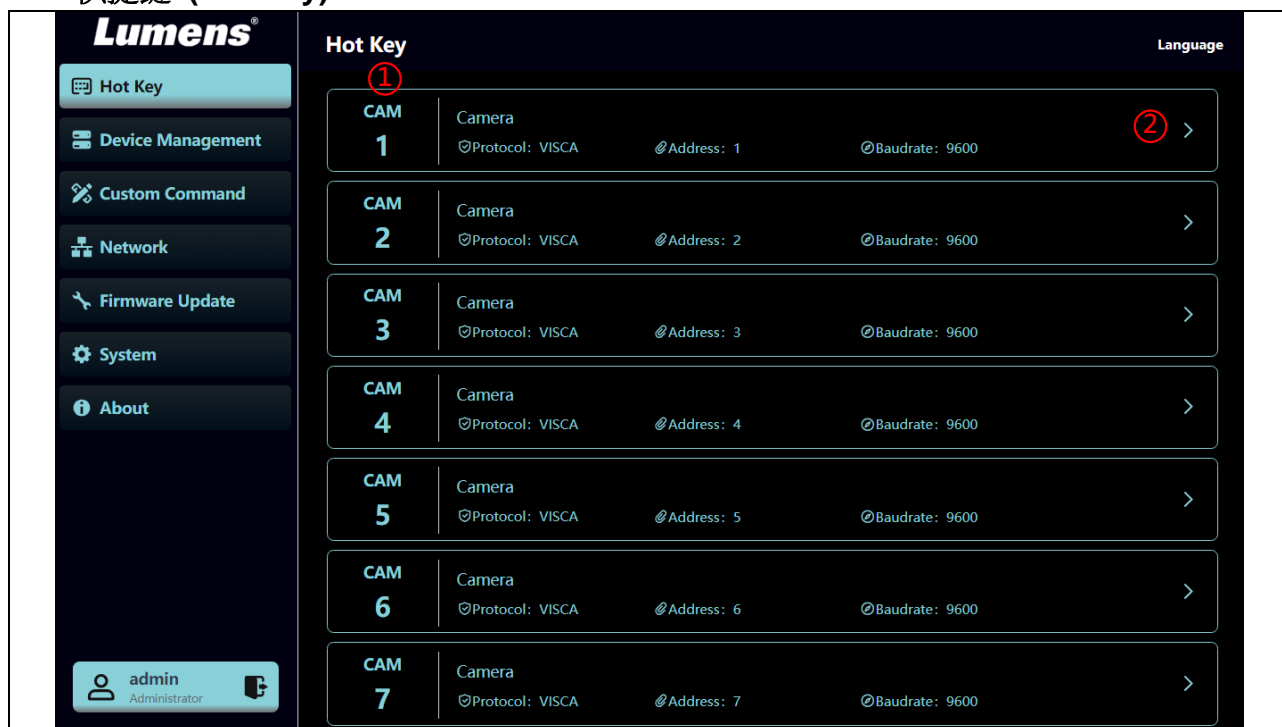 Lumens®
Hot Key
Language
Hot Key
Device Management
Custom Command
Network
Firmware Update
System
About
admin
Administrator
①
②
CAM
1
Camera
Protocol: VISCA
Address: 1
Baudrate: 9600
CAM
2
Camera
Protocol: VISCA
Address: 2
Baudrate: 9600
CAM
3
Camera
Protocol: VISCA
Address: 3
Baudrate: 9600
CAM
4
Camera
Protocol: VISCA
Address: 4
Baudrate: 9600
CAM
5
Camera
Protocol: VISCA
Address: 5
Baudrate: 9600
CAM
6
Camera
Protocol: VISCA
Address: 6
Baudrate: 9600
CAM
7
Camera
Protocol: VISCA
Address: 7
Baudrate: 9600